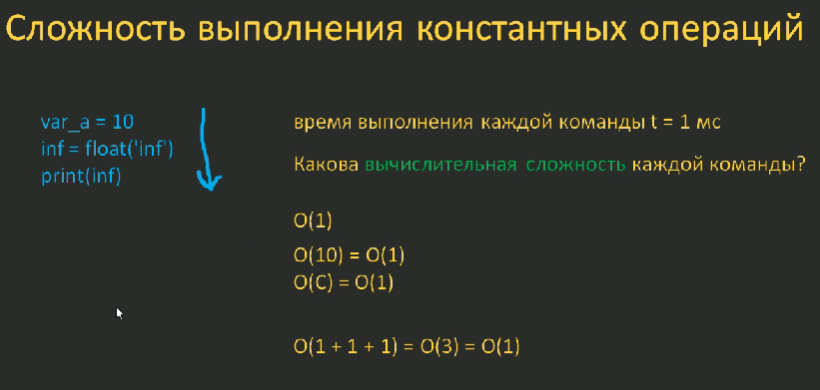 Сложность выполнения константных операций
var_a = 10
inf = float('inf')
print(inf)
время выполнения каждой команды t = 1 мс
Какова вычислительная сложность каждой команды?
O(1)
O(10) = O(1)
O(C) = O(1)
O(1 + 1 + 1) = O(3) = O(1)